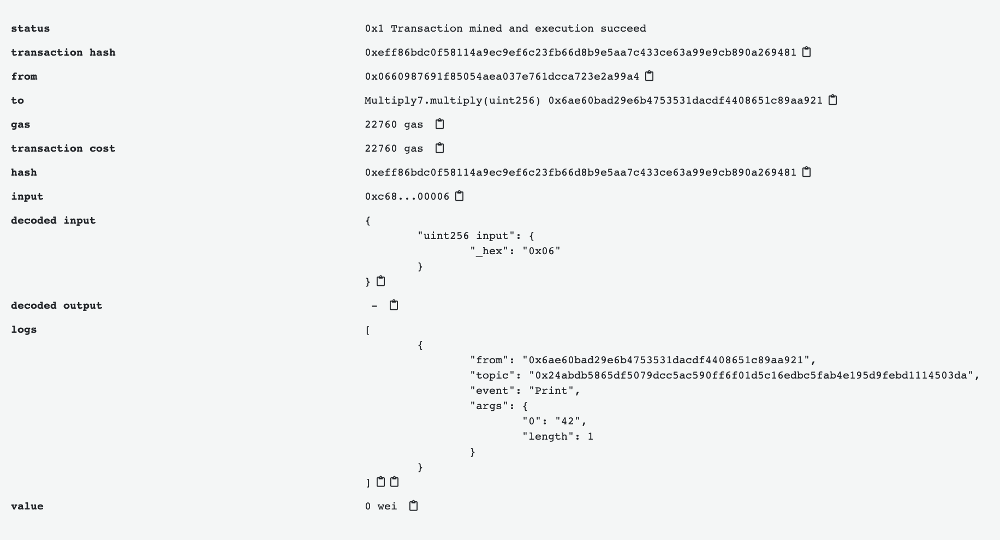 status 0x1 Transaction mined and execution succeed
transaction hash 0xeff86bdc0f58114a9ec9ef6c23fb66d8b9e5aa7c433ce63a99e9cb890a269481
from 0x0660987691f85054aea037e761dcca723e2a99a4
to Multiply7.multiply(uint256) 0x6ae60bad29e6b4753531dacdf4408651c89aa921
gas 22760 gas
transaction cost 22760 gas
hash 0xeff86bdc0f58114a9ec9ef6c23fb66d8b9e5aa7c433ce63a99e9cb890a269481
input 0xc68...00006
decoded input {
"uint256 input": {
"_hex": "0x06"
}
}
decoded output -
logs [
{
"from": "0x6ae60bad29e6b4753531dacdf4408651c89aa921",
"topic": "0x24abdb5865df5079dcc5ac590ff6f01d5c16edbc5fab4e195d9febd1114503da",
"event": "Print",
"args": {
"0": "42",
"length": 1
}
}
]
value 0 wei